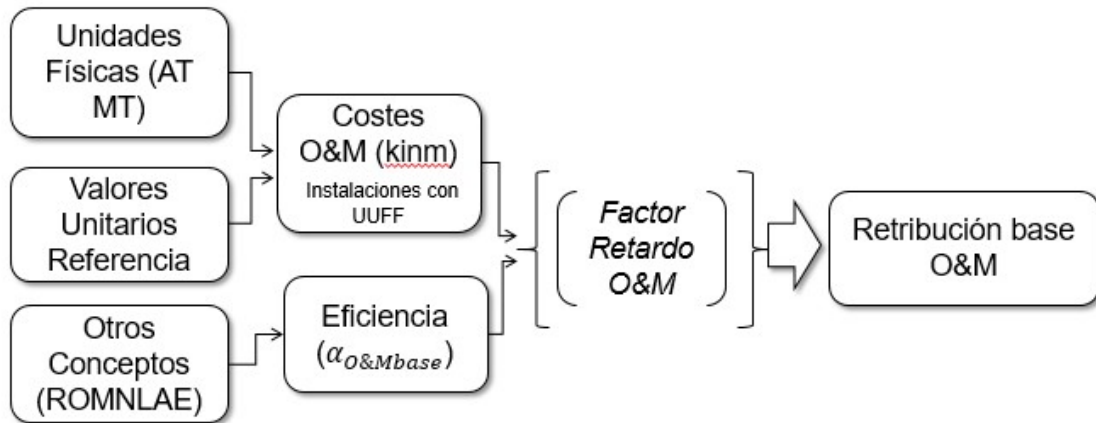 Unidades
Físicas (AT
MT)
Valores
Unitarios
Referencia
Otros
Conceptos
(ROMNLAE)
Costes
O&M (kinm)
Instalaciones con
UUFF
Eficiencia
(αO&Mbase)
Factor
Retardo
O&M
Retribución base
O&M